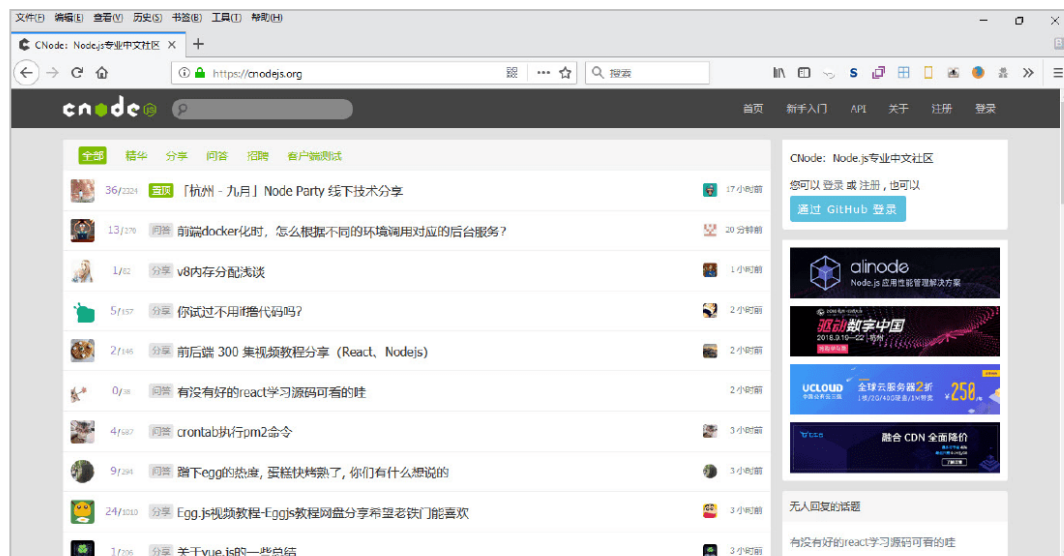 文件(F) 编辑(E) 查看(V) 历史(S) 书签(B) 工具(T) 帮助(H)
CNode：Node.js专业中文社区
https://cnodejs.org 搜索
cnodejs 首页 新手入门 API 关于 注册 登录
全部 精华 分享 问答 招聘 客户端测试
36/2324 置顶 「杭州 - 九月」Node Party 线下技术分享 17 小时前
13/270 问答 前端docker化时，怎么根据不同的环境调用对应的后台服务？ 20 分钟前
1/62 分享 v8内存分配浅谈 1 小时前
5/157 分享 你试过不用if撸代码吗？ 2 小时前
2/146 分享 前后端 300 集视频教程分享（React、Nodejs） 2 小时前
0/38 问答 有没有好的react学习源码可看的哇 2 小时前
4/587 问答 crontab执行pm2命令 3 小时前
9/294 问答 蹭下egg的热度, 蛋糕快烤熟了, 你们有什么想说的 3 小时前
24/1010 分享 Egg.js视频教程-Eggjs教程网盘分享希望老铁门能喜欢 3 小时前
1/206 分享 关于vue.js的一些总结 3 小时前
CNode：Node.js专业中文社区
您可以 登录 或 注册 , 也可以
通过 GitHub 登录
alinode
Node.js 应用性能管理解决方案
驱动数字中国
2018.9.19—22 杭州
UCLOUD 全球云服务器2折 ¥250
融合 CDN 全面降价
无人回复的话题
有没有好的react学习源码可看的哇